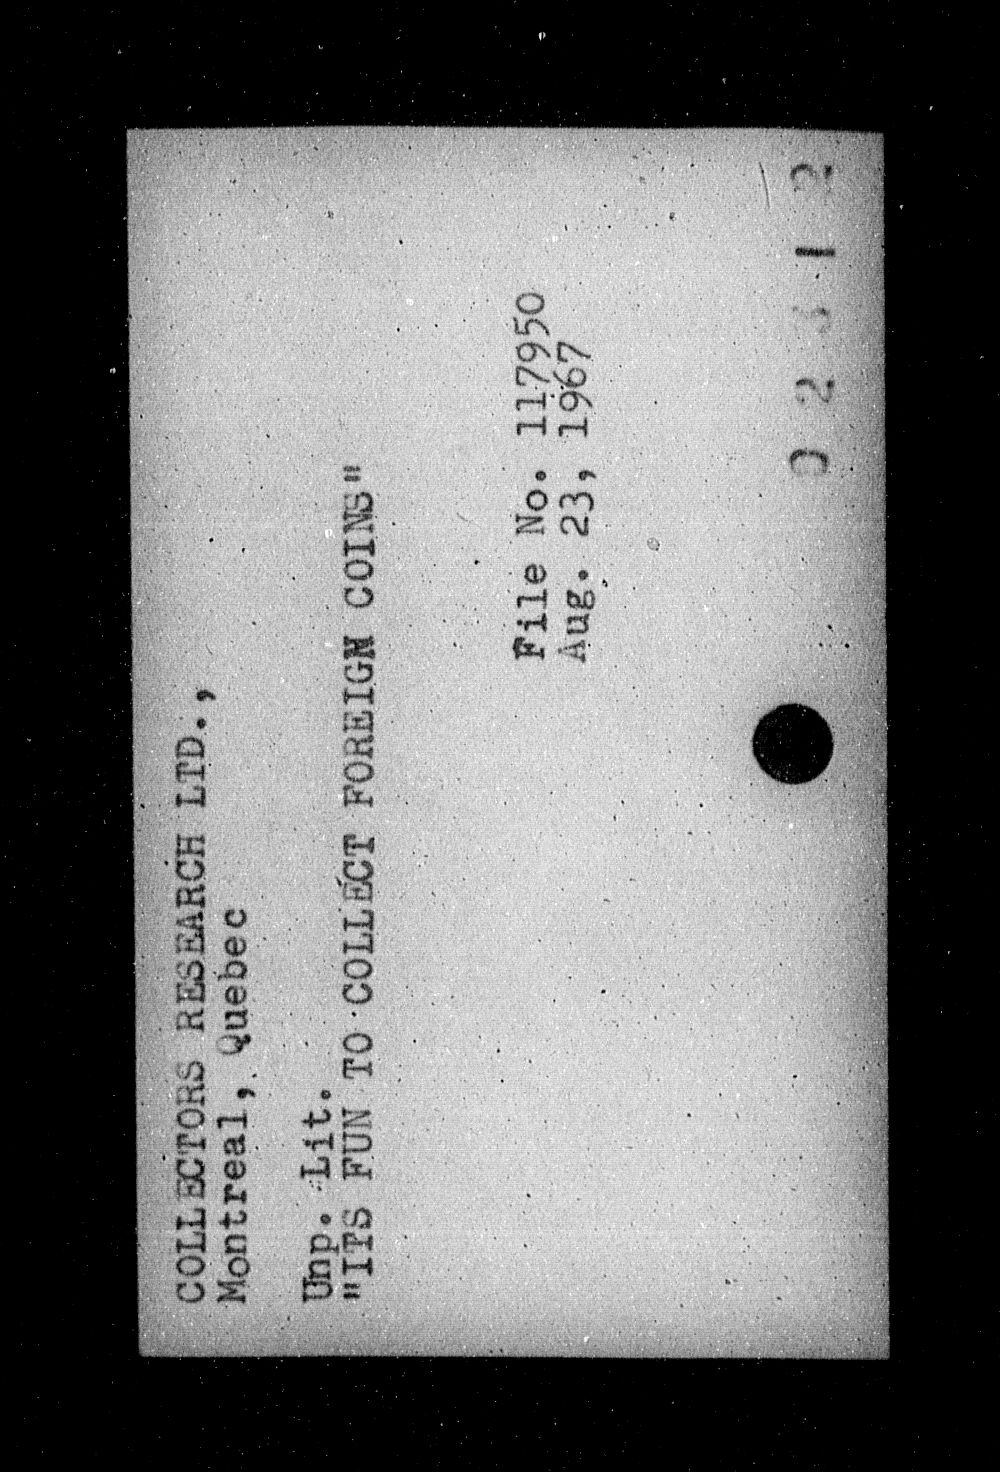 COLLECTORS RESEARCH LTD.,
Montreal, Quebec
Unp. Lit.
"ITS FUN TO COLLECT FOREIGN COINS"
File No. 117950
Aug. 23, 1967
02312